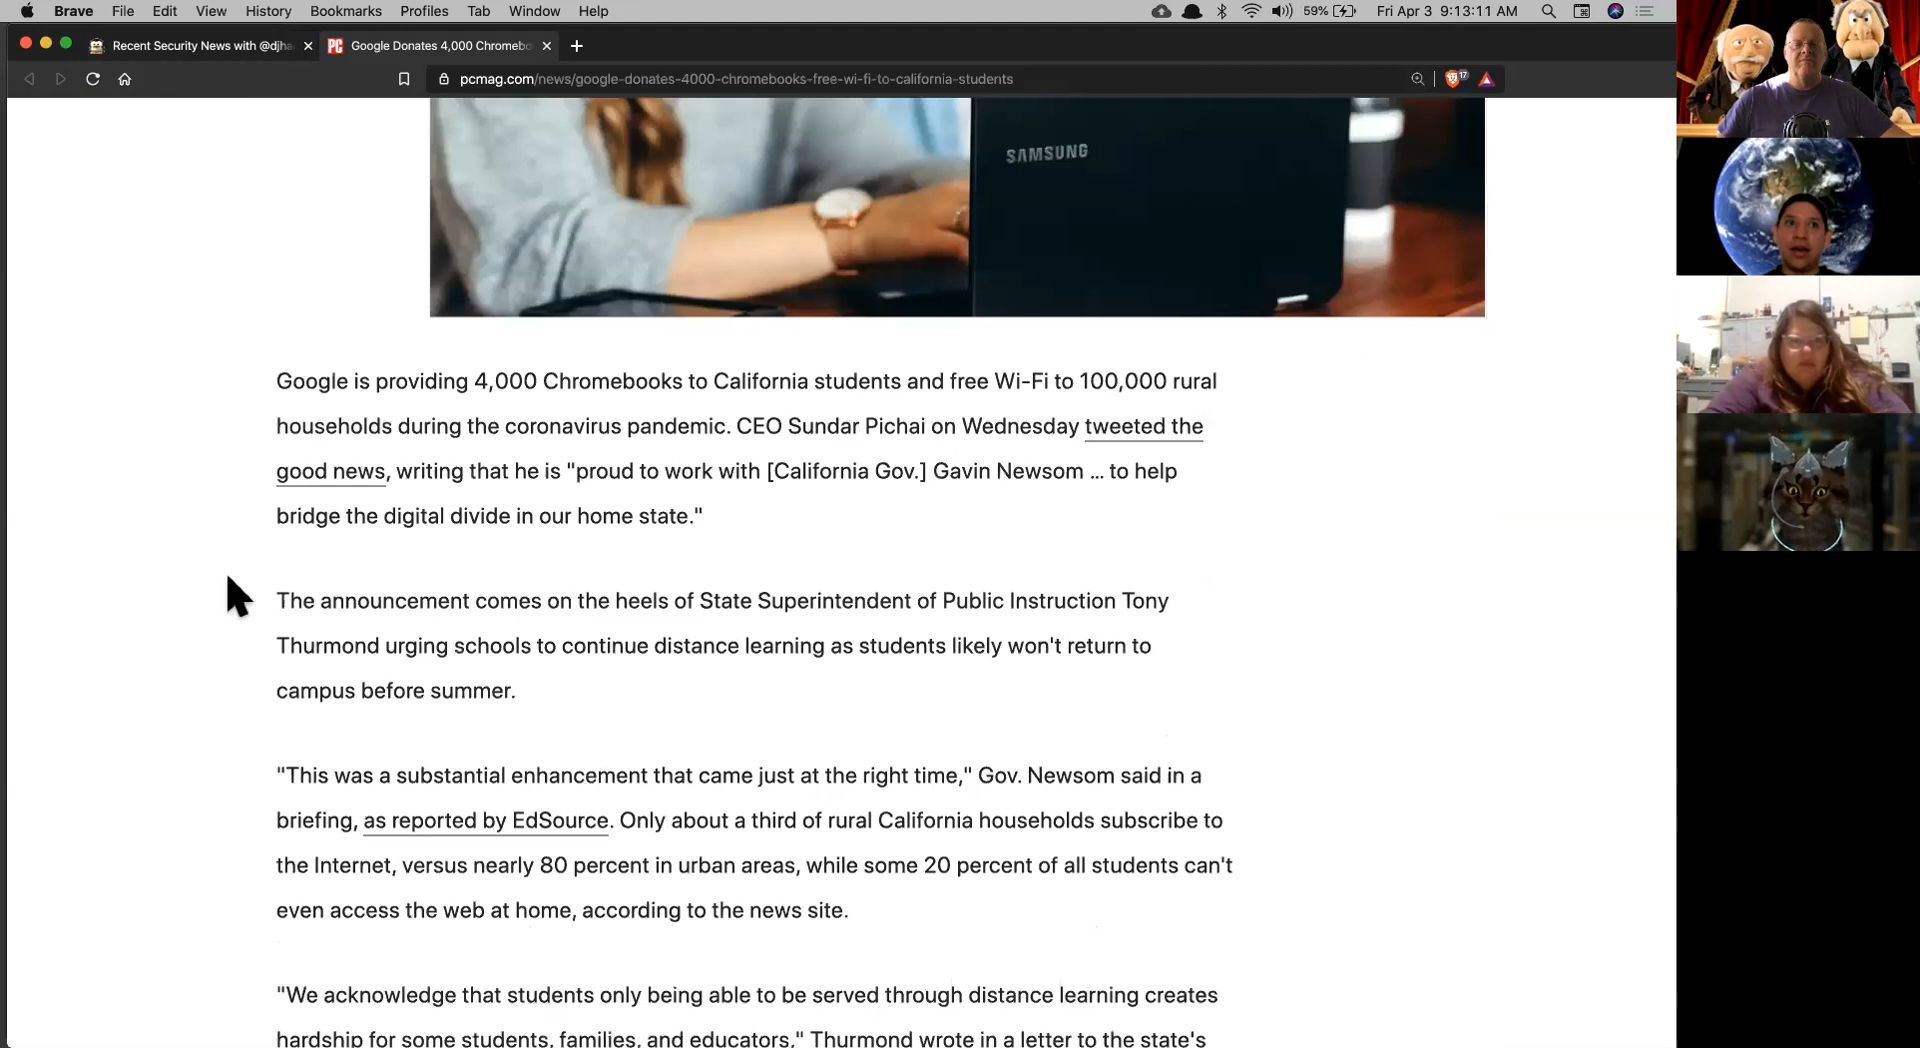 Brave File Edit View History Bookmarks Profiles Tab Window Help 59% Fri Apr 3 9:13:11 AM
Recent Security News with @djha Google Donates 4,000 Chromebo
pcmag.com/news/google-donates-4000-chromebooks-free-wi-fi-to-california-students 17
SAMSUNG
Google is providing 4,000 Chromebooks to California students and free Wi-Fi to 100,000 rural
households during the coronavirus pandemic. CEO Sundar Pichai on Wednesday tweeted the
good news, writing that he is "proud to work with [California Gov.] Gavin Newsom ... to help
bridge the digital divide in our home state."
The announcement comes on the heels of State Superintendent of Public Instruction Tony
Thurmond urging schools to continue distance learning as students likely won't return to
campus before summer.
"This was a substantial enhancement that came just at the right time," Gov. Newsom said in a
briefing, as reported by EdSource. Only about a third of rural California households subscribe to
the Internet, versus nearly 80 percent in urban areas, while some 20 percent of all students can't
even access the web at home, according to the news site.
"We acknowledge that students only being able to be served through distance learning creates
hardship for some students, families, and educators," Thurmond wrote in a letter to the state's